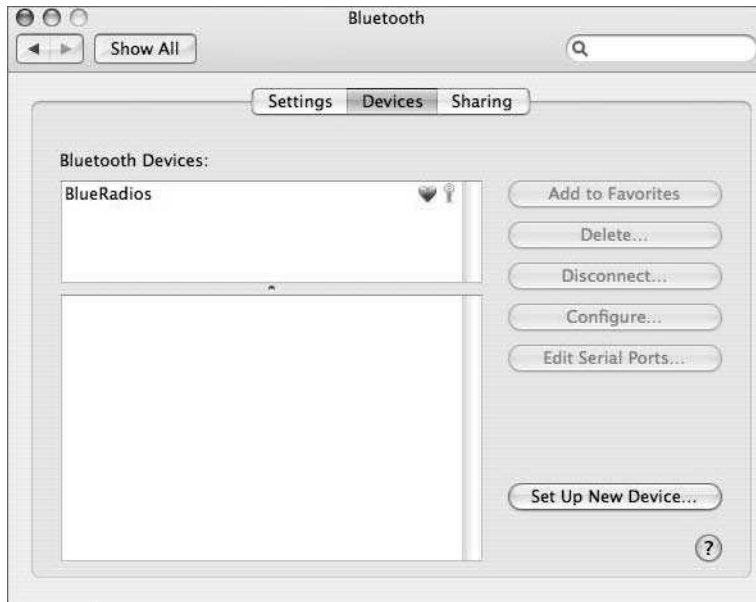 Bluetooth
Show All
Settings Devices Sharing
Bluetooth Devices:
BlueRadios
Add to Favorites
Delete...
Disconnect...
Configure...
Edit Serial Ports...
Set Up New Device...
?